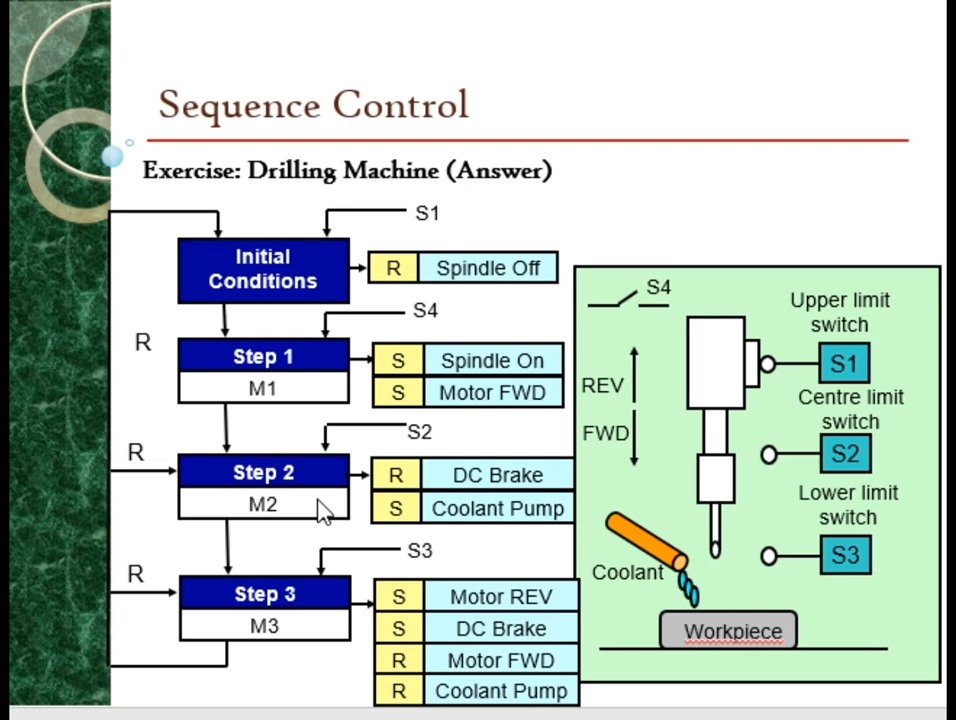 Sequence Control
Exercise: Drilling Machine (Answer)
S1
Initial
Conditions
R Spindle Off
S4
R
Step 1
M1
S Spindle On
S Motor FWD
S2
R
Step 2
M2
R DC Brake
S Coolant Pump
S3
R
Step 3
M3
S Motor REV
S DC Brake
R Motor FWD
R Coolant Pump
S4
Upper limit
switch
S1
REV
Centre limit
switch
FWD
S2
Lower limit
switch
S3
Coolant
Workpiece